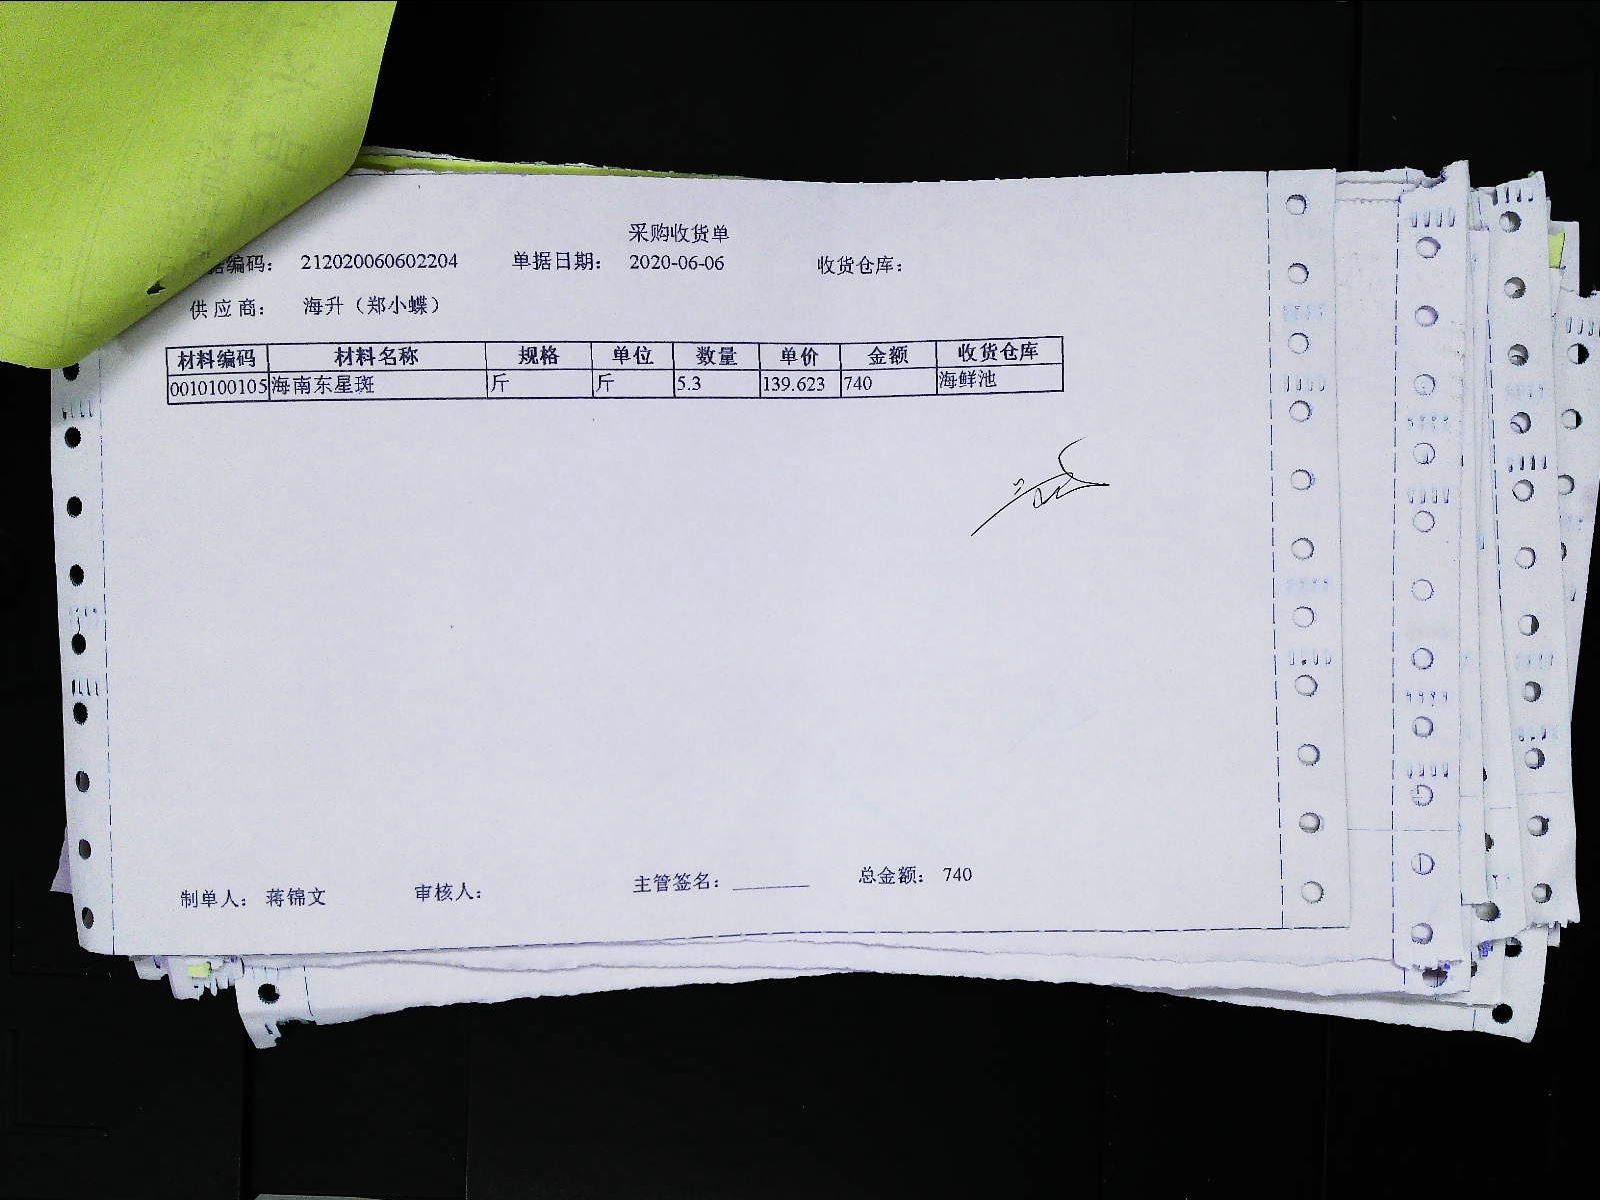 采购收货单
据编码： 212020060602204 单据日期： 2020-06-06 收货仓库：
供 应 商： 海升（郑小蝶）
材料编码 材料名称 规格 单位 数量 单价 金额 收货仓库
0010100105 海南东星斑 斤 斤 5.3 139.623 740 海鲜池
制单人： 蒋锦文 审核人： 主管签名：________ 总金额： 740